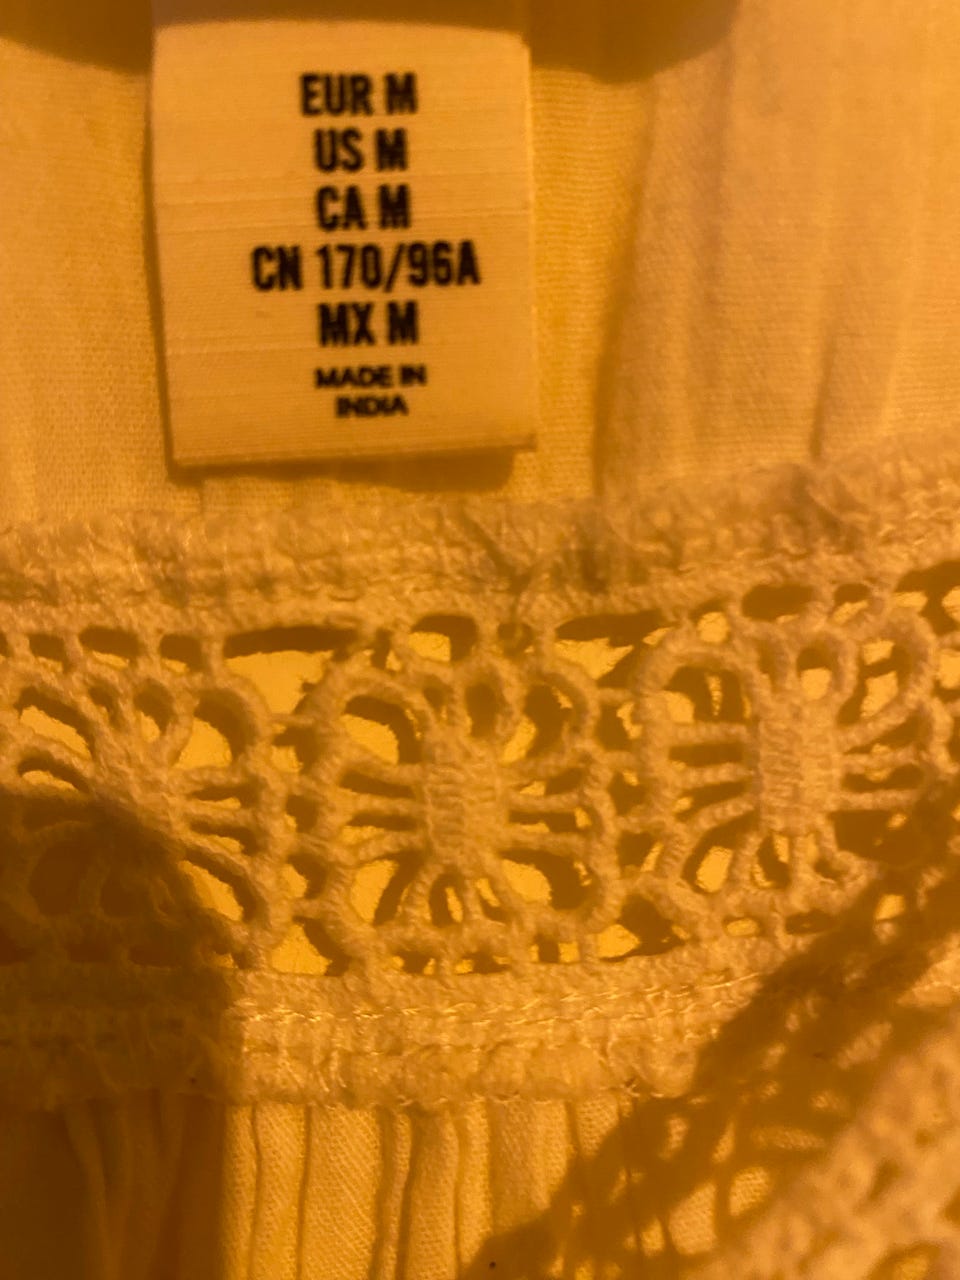 EUR M
US M
CA M
CN 170/96A
MX M
MADE IN
INDIA